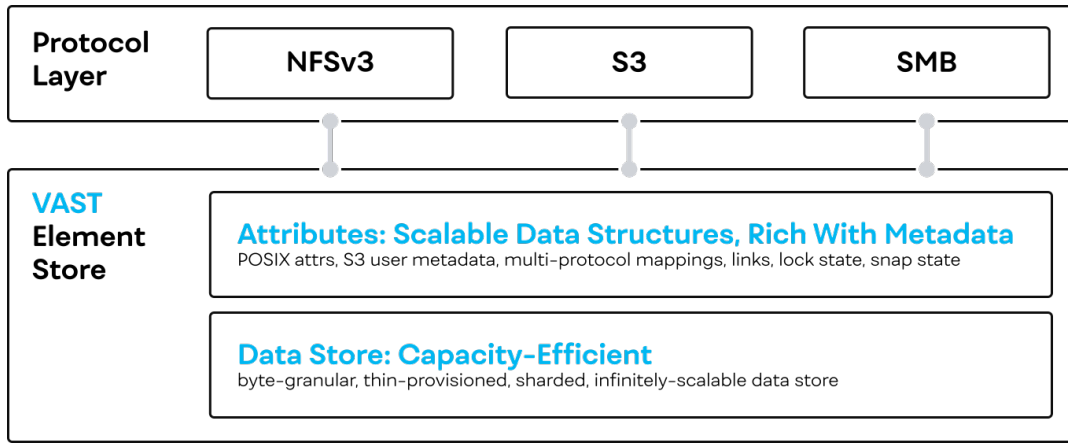 Protocol
Layer
NFSv3
S3
SMB
VAST
Element
Store
Attributes: Scalable Data Structures, Rich With Metadata
POSIX attrs, S3 user metadata, multi-protocol mappings, links, lock state, snap state
Data Store: Capacity-Efficient
byte-granular, thin-provisioned, sharded, infinitely-scalable data store